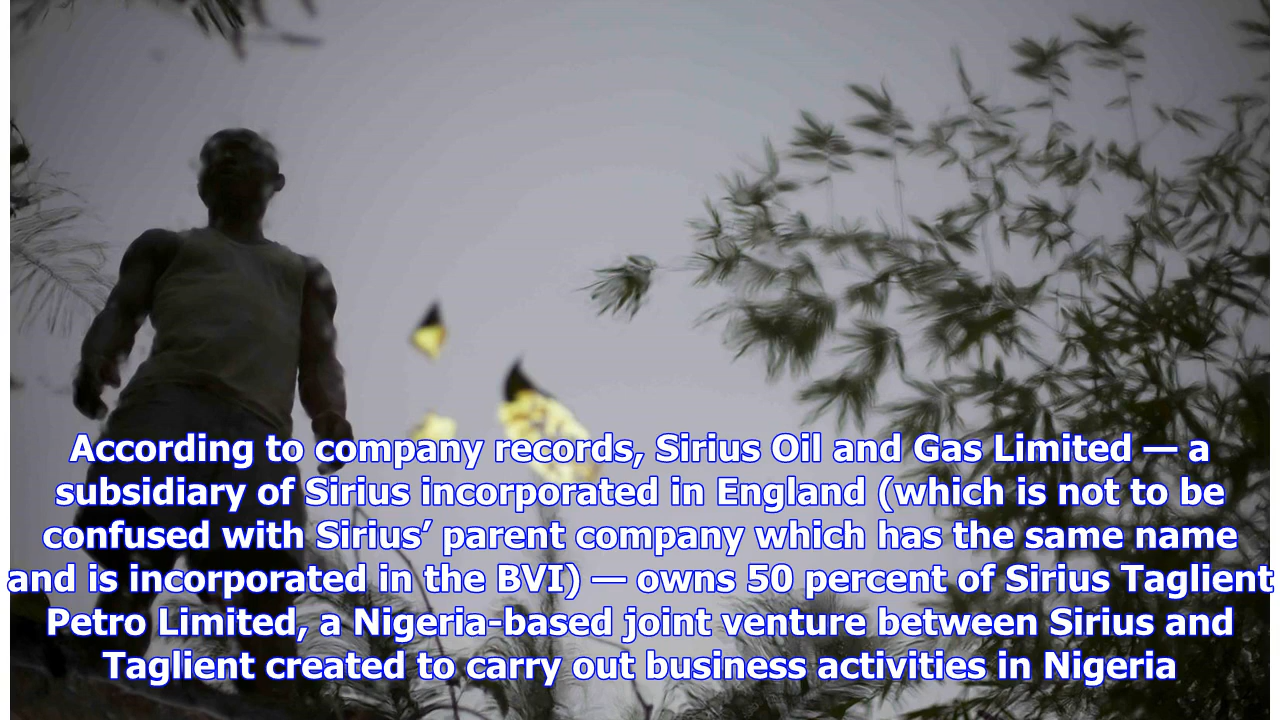 According to company records, Sirius Oil and Gas Limited — a
subsidiary of Sirius incorporated in England (which is not to be
confused with Sirius’ parent company which has the same name
and is incorporated in the BVI) — owns 50 percent of Sirius Taglient
Petro Limited, a Nigeria-based joint venture between Sirius and
Taglient created to carry out business activities in Nigeria